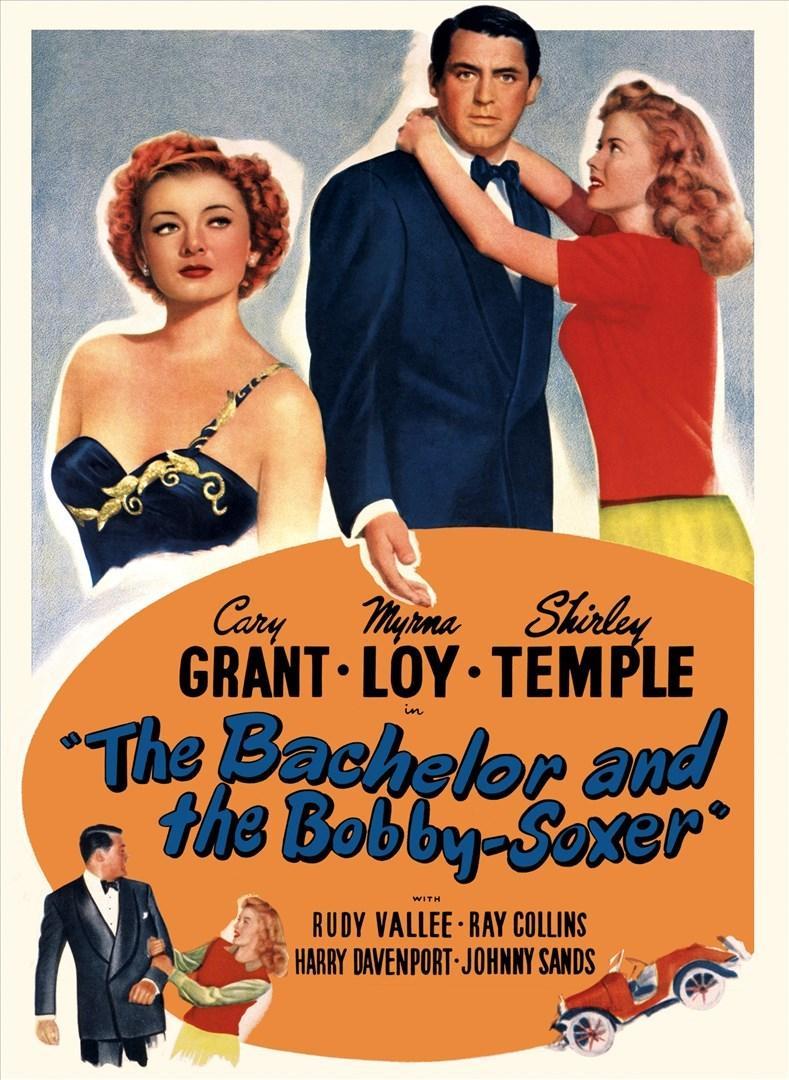 Cary Myrna Shirley
GRANT · LOY · TEMPLE
in
"The Bachelor and
the Bobby-Soxer"
WITH
RUDY VALLEE · RAY COLLINS
HARRY DAVENPORT · JOHNNY SANDS